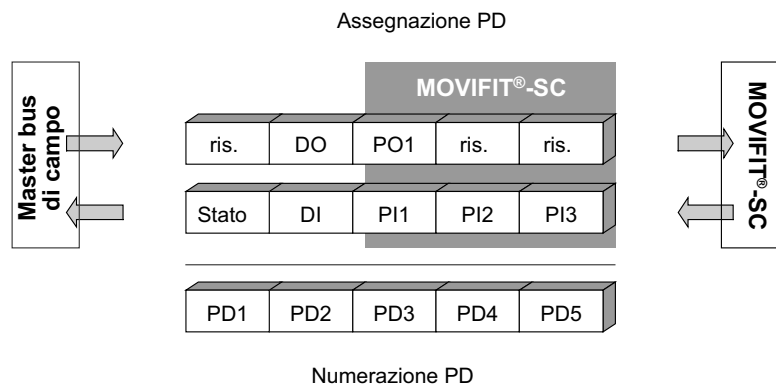 Assegnazione PD
MOVIFIT®-SC
Master bus
di campo
ris. DO PO1 ris. ris.
Stato DI PI1 PI2 PI3
MOVIFIT®-SC
PD1 PD2 PD3 PD4 PD5
Numerazione PD